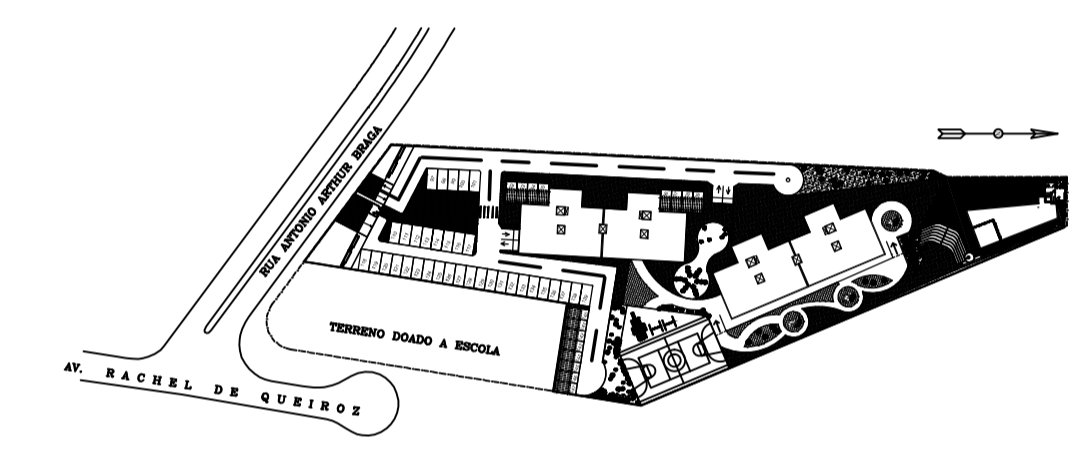 RUA ANTONIO ARTHUR BRAGA
TERRENO DOADO A ESCOLA
AV. RACHEL DE QUEIROZ